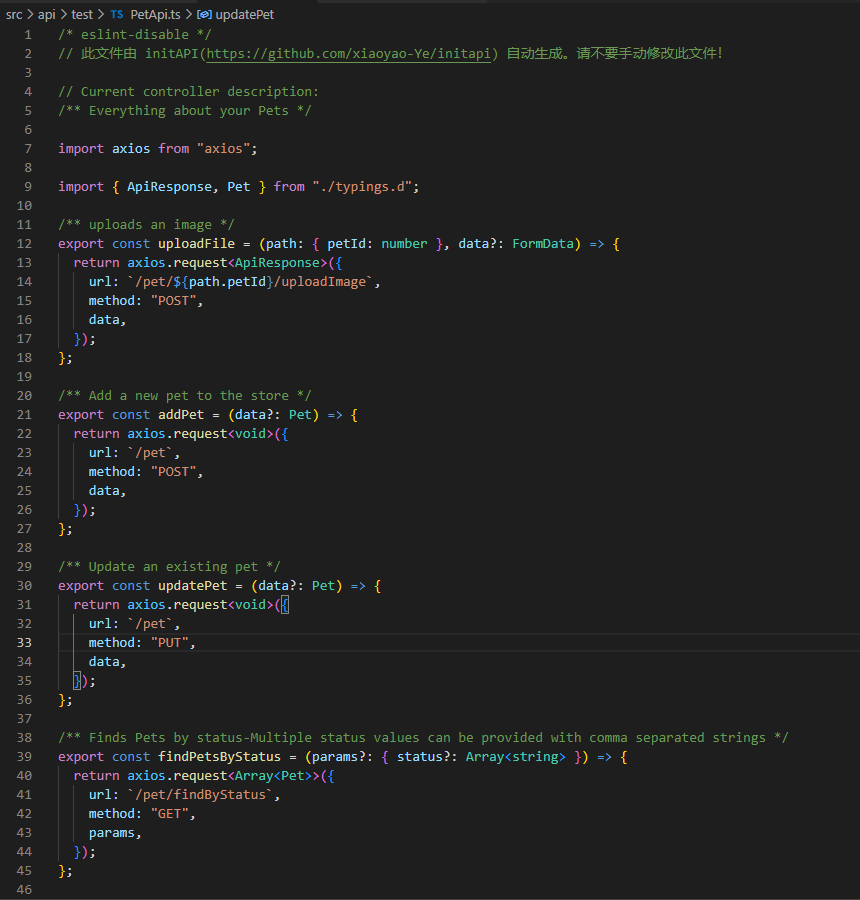 src > api > test > TS PetApi.ts > updatePet
1 /* eslint-disable */
2 // 此文件由 initAPI(https://github.com/xiaoyao-Ye/initapi) 自动生成。请不要手动修改此文件!
3
4 // Current controller description:
5 /** Everything about your Pets */
6
7 import axios from "axios";
8
9 import { ApiResponse, Pet } from "./typings.d";
10
11 /** uploads an image */
12 export const uploadFile = (path: { petId: number }, data?: FormData) => {
13   return axios.request<ApiResponse>({
14     url: `/pet/${path.petId}/uploadImage`,
15     method: "POST",
16     data,
17   });
18 };
19
20 /** Add a new pet to the store */
21 export const addPet = (data?: Pet) => {
22   return axios.request<void>({
23     url: `/pet`,
24     method: "POST",
25     data,
26   });
27 };
28
29 /** Update an existing pet */
30 export const updatePet = (data?: Pet) => {
31   return axios.request<void>({
32     url: `/pet`,
33     method: "PUT",
34     data,
35   });
36 };
37
38 /** Finds Pets by status-Multiple status values can be provided with comma separated strings */
39 export const findPetsByStatus = (params?: { status?: Array<string> }) => {
40   return axios.request<Array<Pet>>({
41     url: `/pet/findByStatus`,
42     method: "GET",
43     params,
44   });
45 };
46